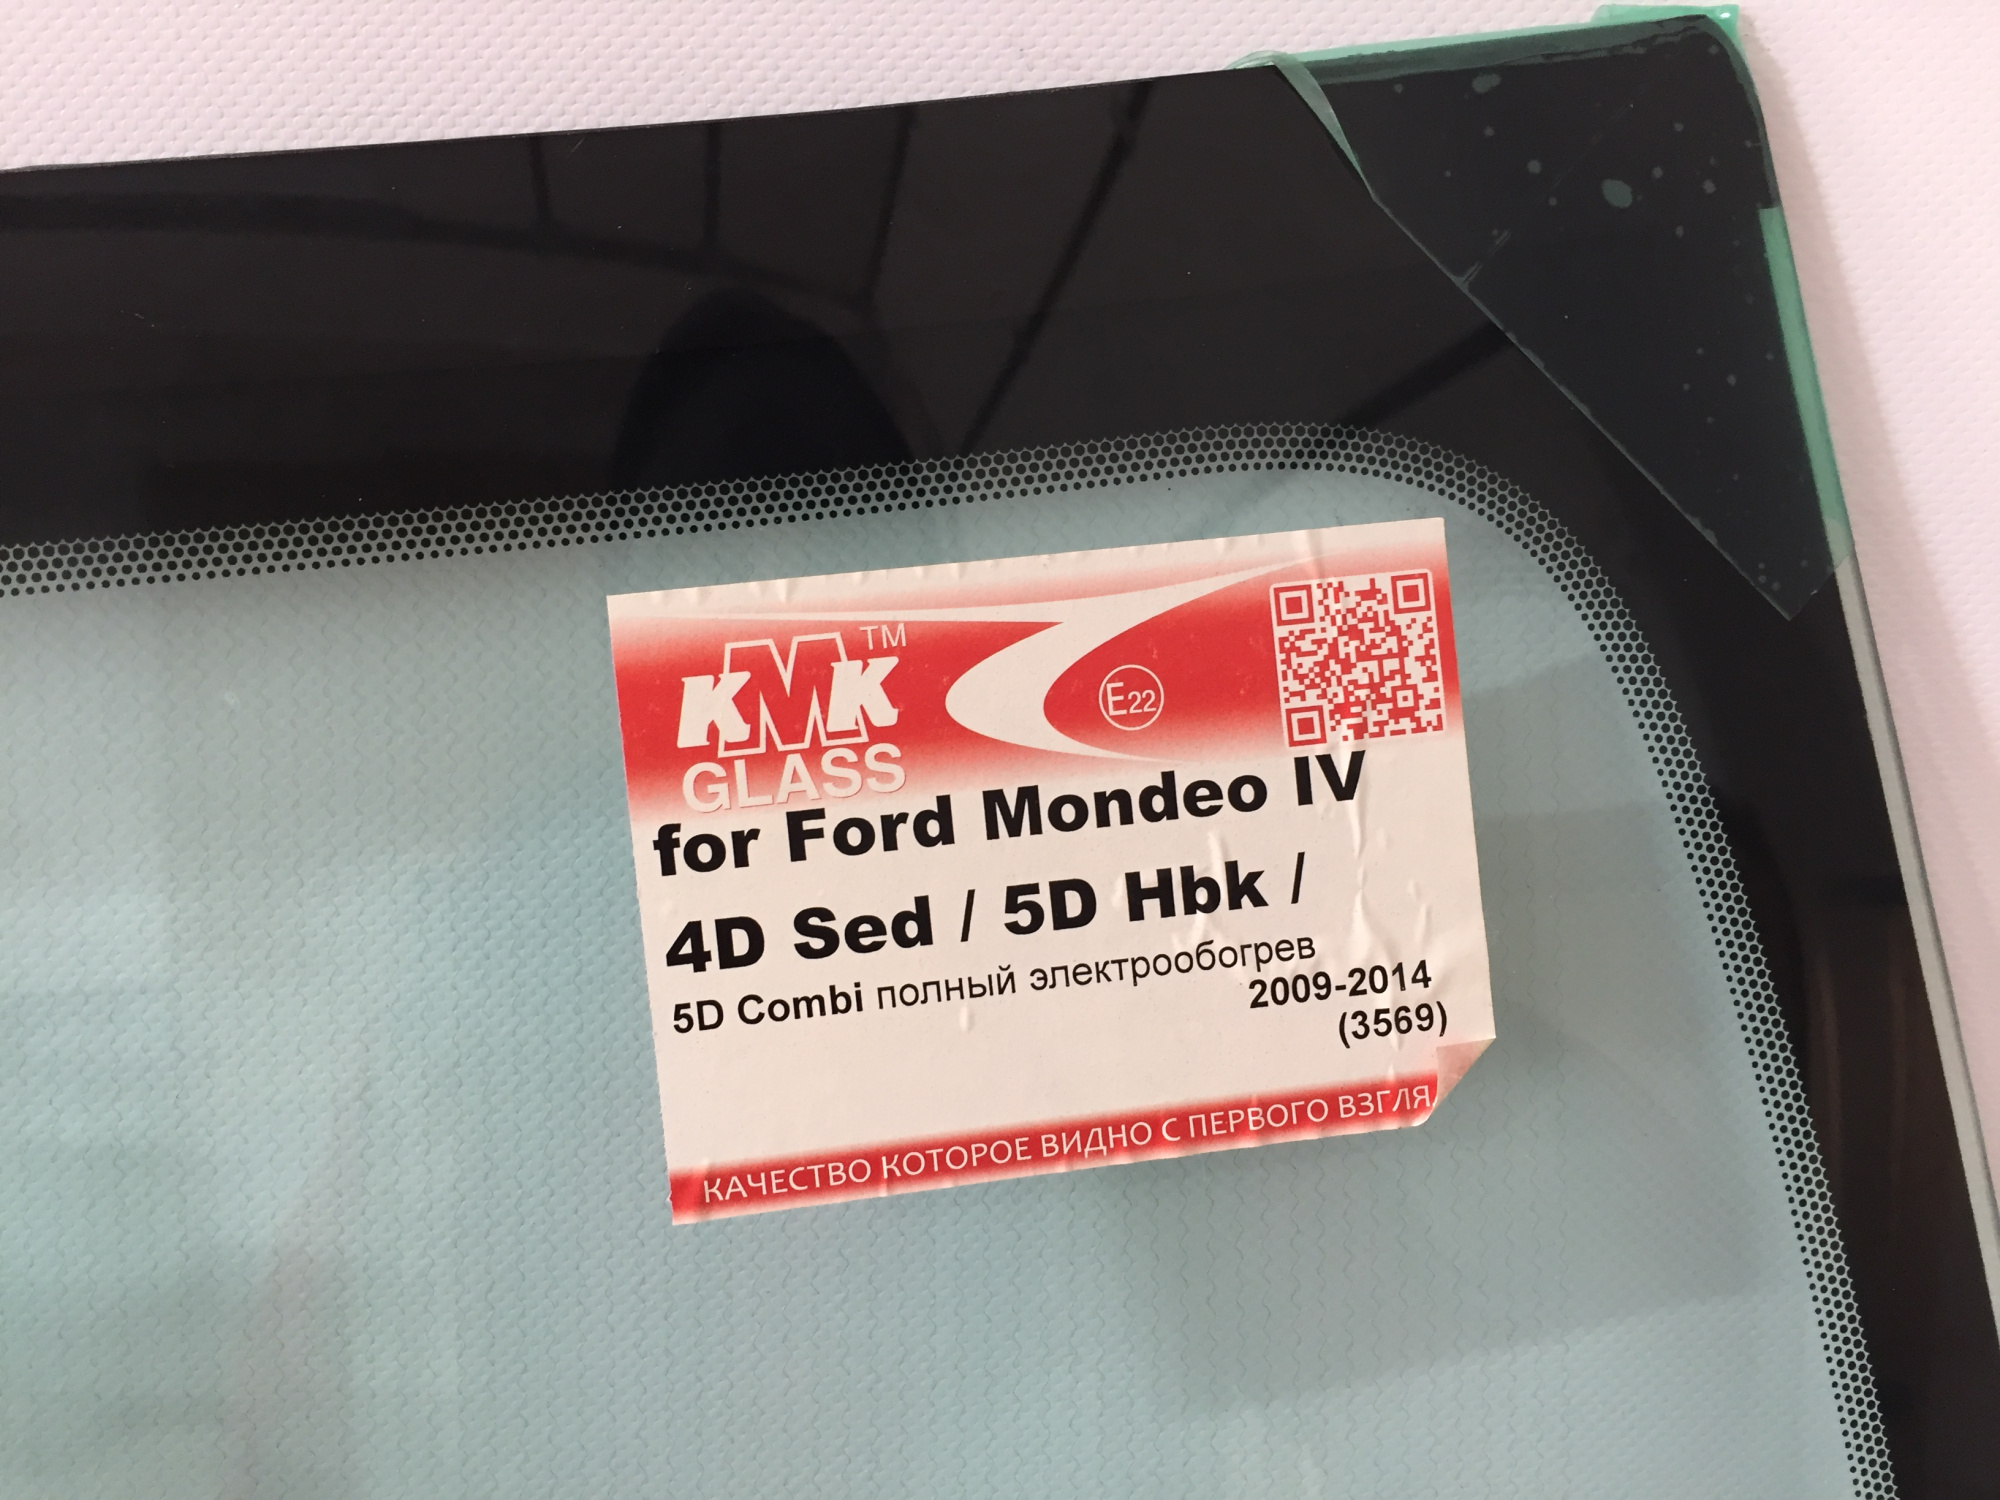 KMK™
GLASS
E22
for Ford Mondeo IV
4D Sed / 5D Hbk /
5D Combi полный электрообогрев
2009-2014
(3569)
КАЧЕСТВО КОТОРОЕ ВИДНО С ПЕРВОГО ВЗГЛЯ